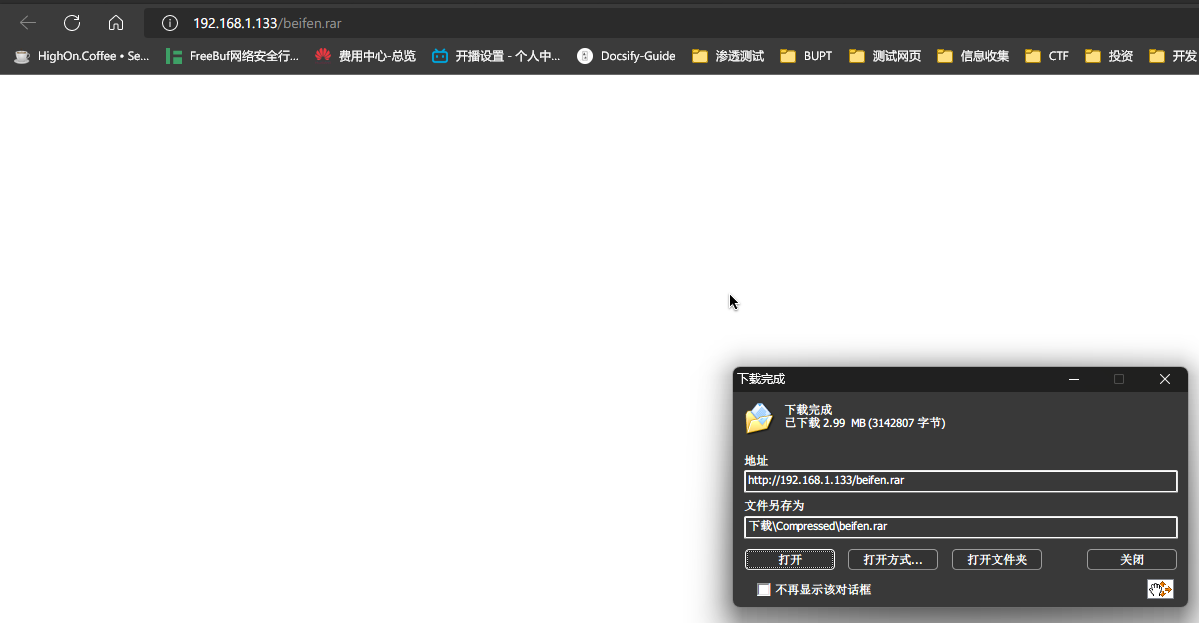 192.168.1.133/beifen.rar
HighOn.Coffee • Se... FreeBuf网络安全行... 费用中心-总览 开播设置 - 个人中... Docsify-Guide 渗透测试 BUPT 测试网页 信息收集 CTF 投资 开发
下载完成
下载完成
已下载 2.99 MB (3142807 字节)
地址
http://192.168.1.133/beifen.rar
文件另存为
下载\Compressed\beifen.rar
打开 打开方式... 打开文件夹 关闭
不再显示该对话框